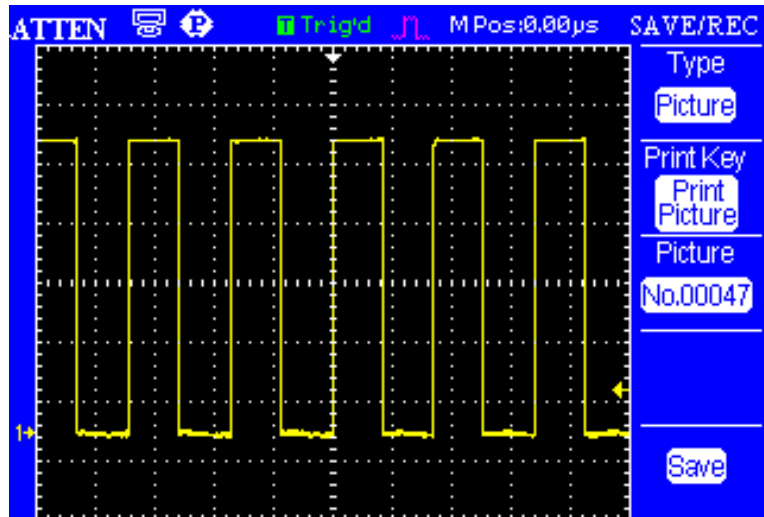 ATTEN P T Trig'd M Pos:0.00μs SAVE/REC
Type
Picture
Print Key
Print
Picture
Picture
No.00047
1
Save